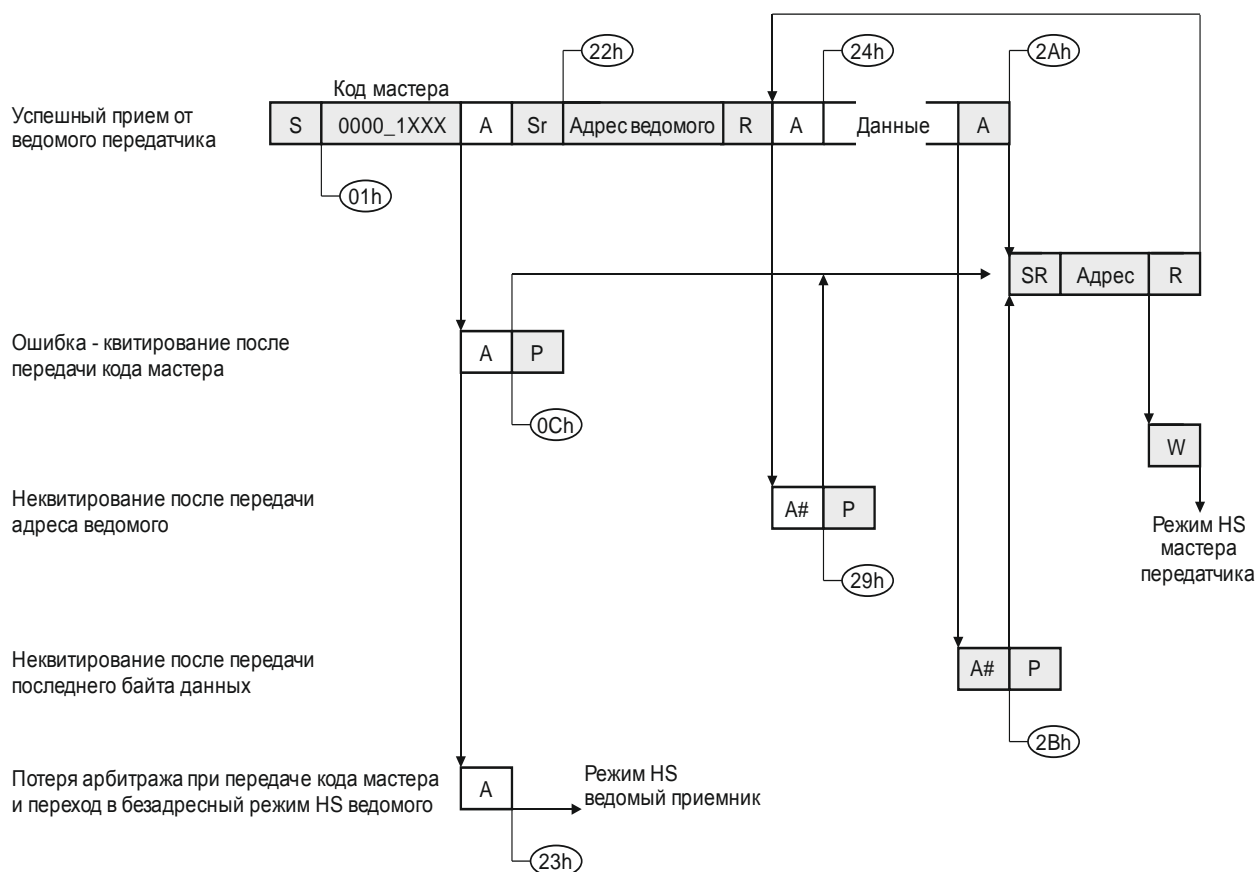 22h
24h
2Ah
Код мастера
Успешный прием от
ведомого передатчика
S 0000_1XXX A Sr Адрес ведомого R A Данные A
01h
SR Адрес R
Ошибка - квитирование после
передачи кода мастера
A P
0Ch
W
Неквитирование после передачи
адреса ведомого
A# P
Режим HS
мастера
передатчика
29h
Неквитирование после передачи
последнего байта данных
A# P
2Bh
Потеря арбитража при передаче кода мастера
и переход в безадресный режим HS ведомого
A
Режим HS
ведомый приемник
23h